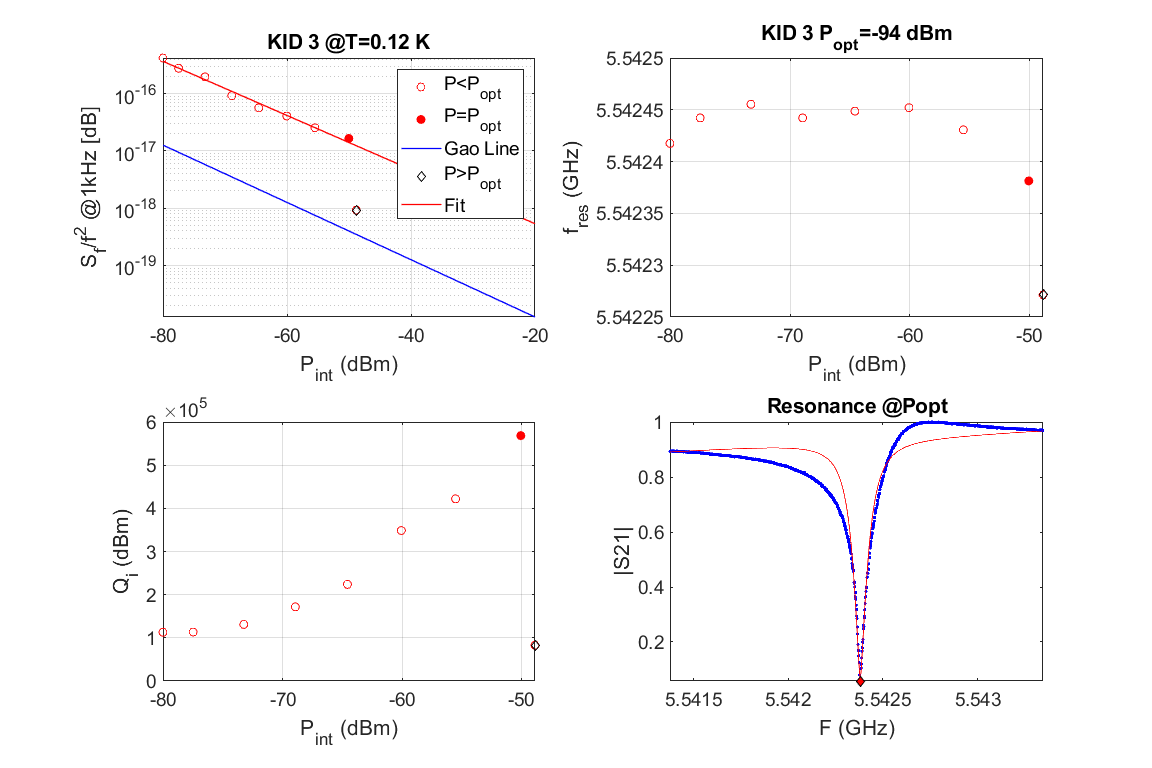 KID 3 @T=0.12 K
S_f/f^2 @1kHz [dB]
10^-16
10^-17
10^-18
10^-19
-80
-60
-40
-20
P_int (dBm)
P<P_opt
P=P_opt
Gao Line
P>P_opt
Fit
KID 3 P_opt=-94 dBm
f_res (GHz)
5.5425
5.54245
5.5424
5.54235
5.5423
5.54225
-80
-70
-60
-50
P_int (dBm)
×10^5
Q_i (dBm)
6
5
4
3
2
1
0
-80
-70
-60
-50
P_int (dBm)
Resonance @Popt
|S21|
1
0.8
0.6
0.4
0.2
5.5415
5.542
5.5425
5.543
F (GHz)